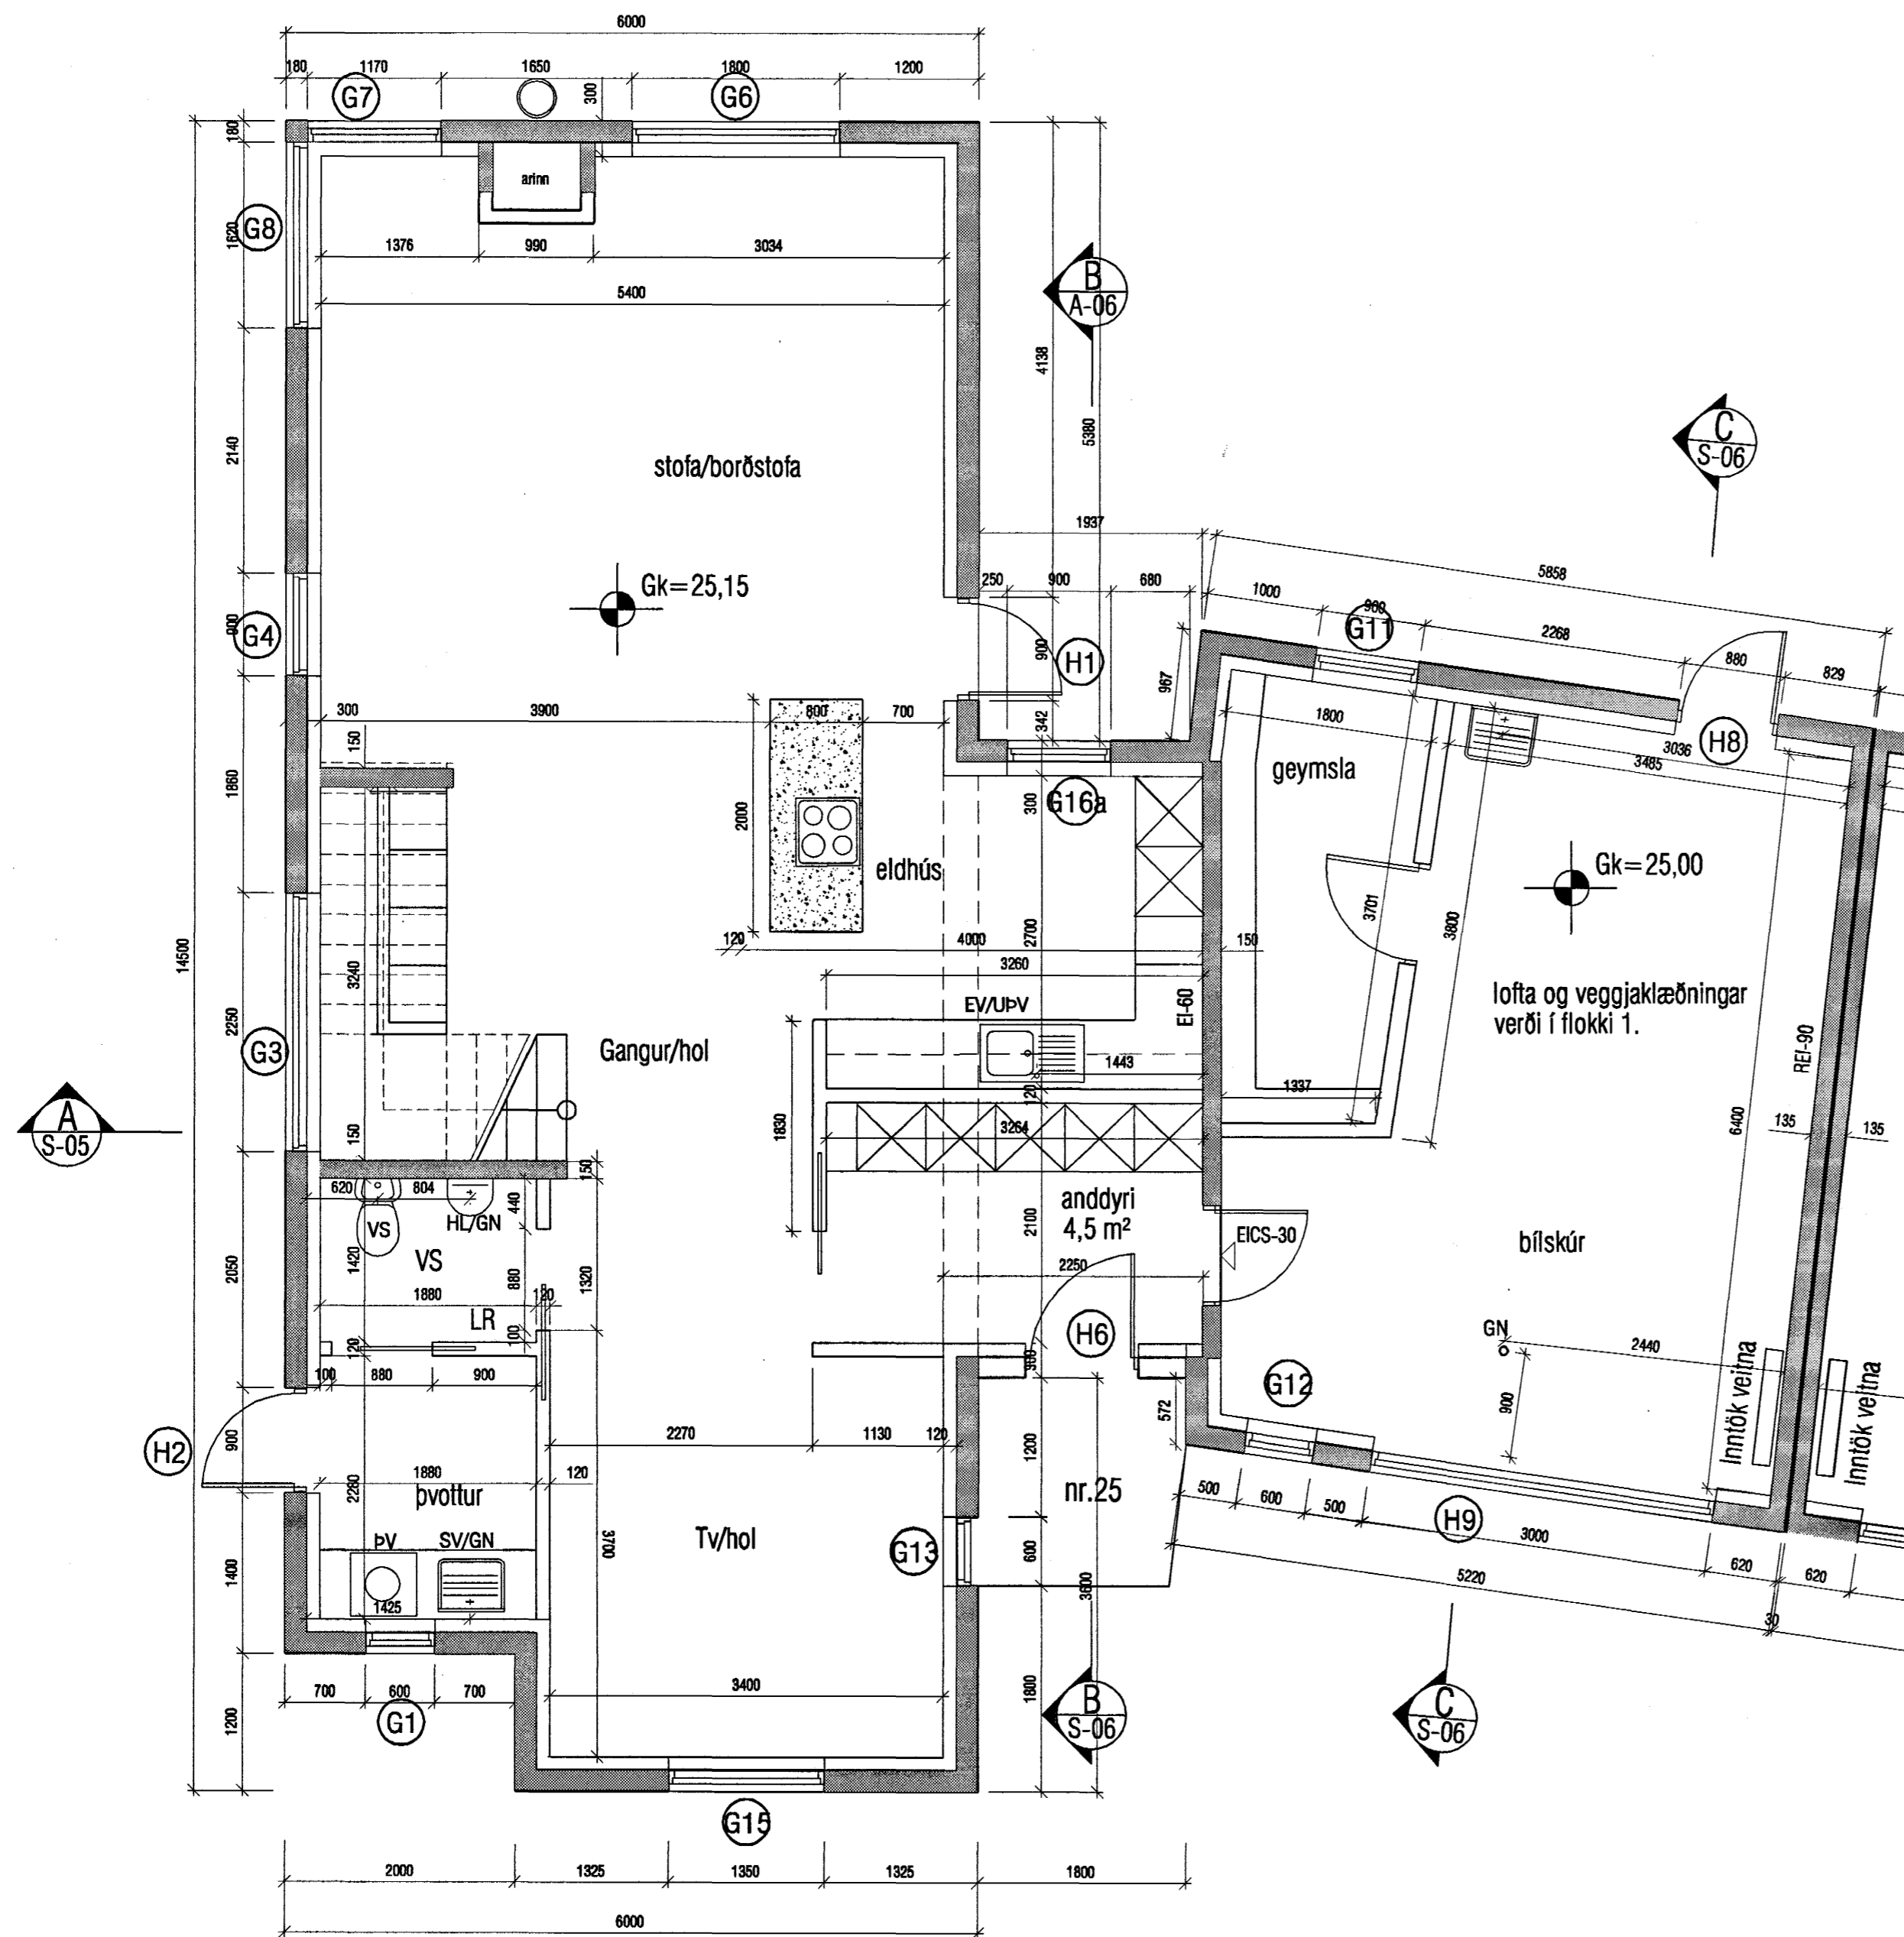 6000
180 1170 1650 1800 1200
G7 G6
300
180
arinn
G8
1620
1376 990 3034
5400
B
A-06
4138
5380
C
S-06
2140
stofa/borðstofa
1937
5858
Gk=25,15
250 900 680
1000 900 2268 880 829
G11
G4
900
900
H1
967
300 3900 800 700
342
1800
3036
H8
3485
150
1860
geymsla
2000
300
G16a
eldhús
Gk=25,00
3701
3800
120 4000 2700 150
14500
3240
3260
EV/UÞV
EI-60
lofta og veggjaklæðningar
verði í flokki 1.
2250
G3
Gangur/hol
1443
REI-90
120
1337
A
S-05
1830
3264
6400
135 135
150
150
620 804
440
HL/GN
VS
anddyri
4,5 m²
2100
EICS-30
bílskúr
2050
1420
VS
880
1320
2250
1880 120
LR
100
120
H6
GN
2440
100 880 900
300
G12
900
572
Inntök veitna
Inntök veitna
H2
900
2270 1130 120
1200
2280
1880 120
þvottur
nr.25
500 600 500
H9
3000
ÞV SV/GN
Tv/hol
3700
G13
600
620 620
1400
5220
3600
30
1425
700 600 700
G1
3400
1800
B
S-06
C
S-06
1200
G15
2000 1325 1350 1325 1800
6000